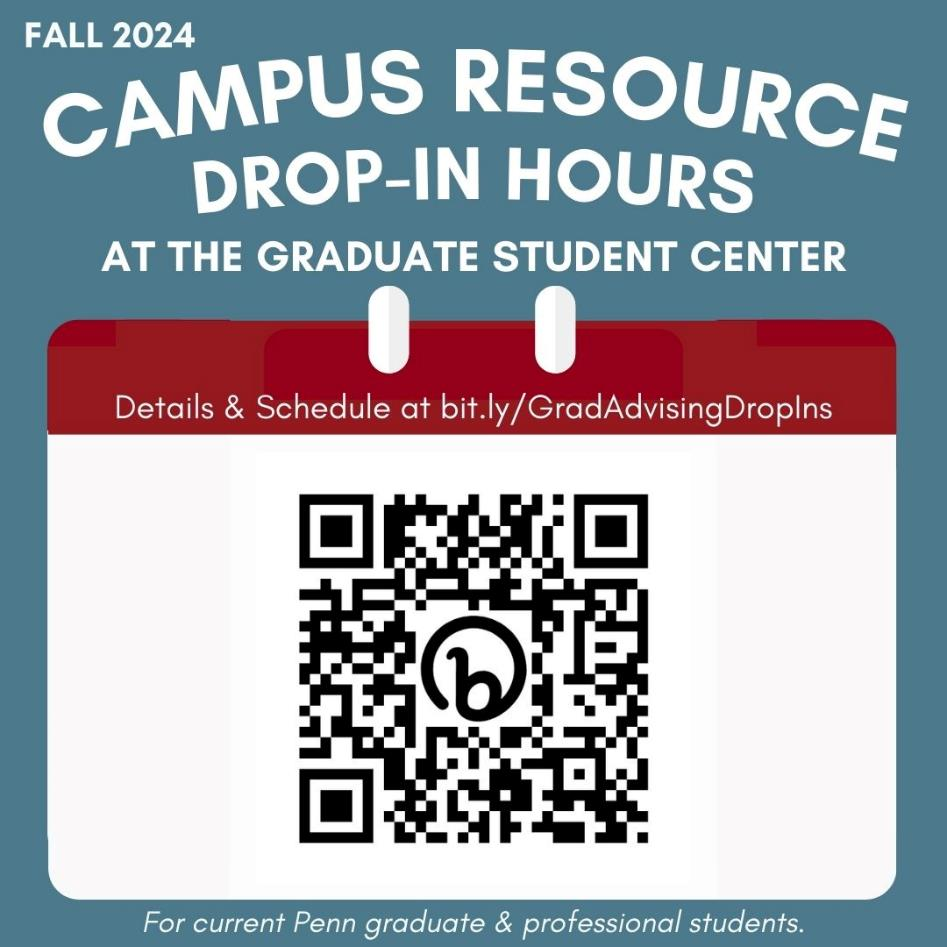 FALL 2024
CAMPUS RESOURCE
DROP-IN HOURS
AT THE GRADUATE STUDENT CENTER
Details & Schedule at bit.ly/GradAdvisingDropIns
b
For current Penn graduate & professional students.